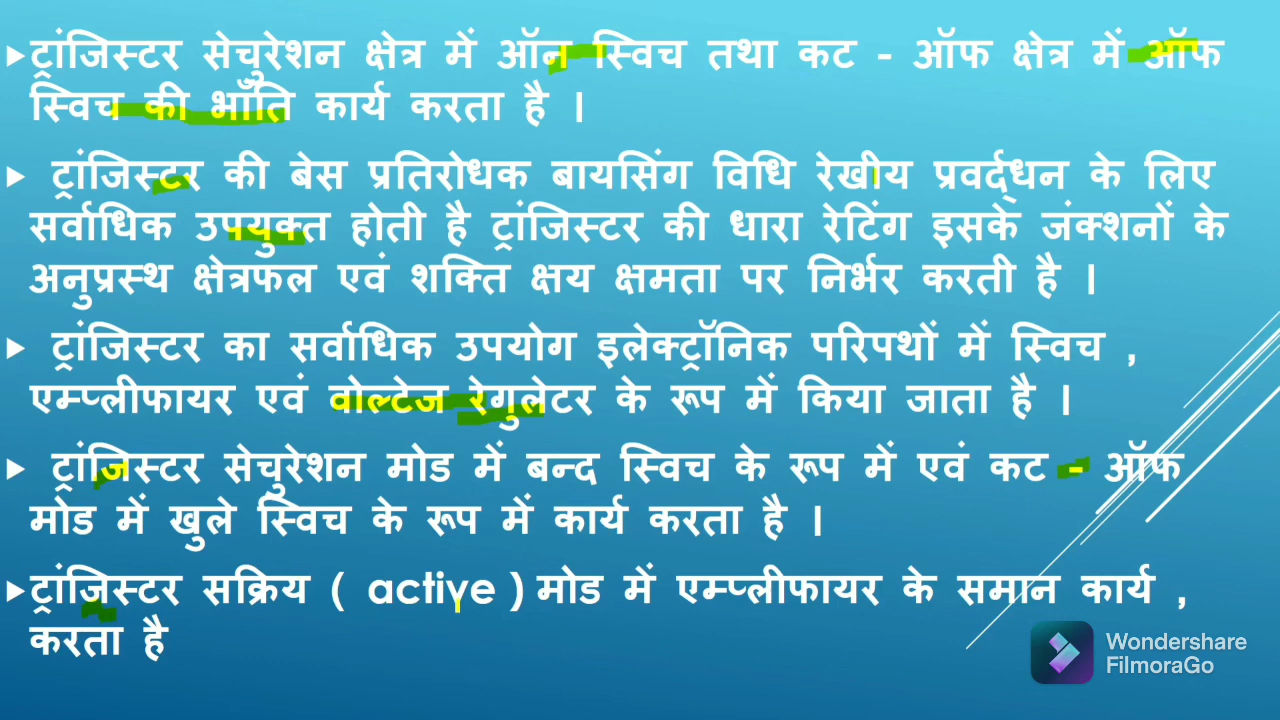 ट्रांजिस्टर सेचुरेशन क्षेत्र में ऑन स्विच तथा कट - ऑफ क्षेत्र में ऑफ
स्विच की भाँति कार्य करता है ।
ट्रांजिस्टर की बेस प्रतिरोधक बायसिंग विधि रेखीय प्रवर्द्धन के लिए
सर्वाधिक उपयुक्त होती है ट्रांजिस्टर की धारा रेटिंग इसके जंक्शनों के
अनुप्रस्थ क्षेत्रफल एवं शक्ति क्षय क्षमता पर निर्भर करती है ।
ट्रांजिस्टर का सर्वाधिक उपयोग इलेक्ट्रॉनिक परिपथों में स्विच ,
एम्प्लीफायर एवं वोल्टेज रेगुलेटर के रूप में किया जाता है ।
ट्रांजिस्टर सेचुरेशन मोड में बन्द स्विच के रूप में एवं कट - ऑफ
मोड में खुले स्विच के रूप में कार्य करता है ।
ट्रांजिस्टर सक्रिय ( active ) मोड में एम्प्लीफायर के समान कार्य ,
करता है
Wondershare
FilmoraGo